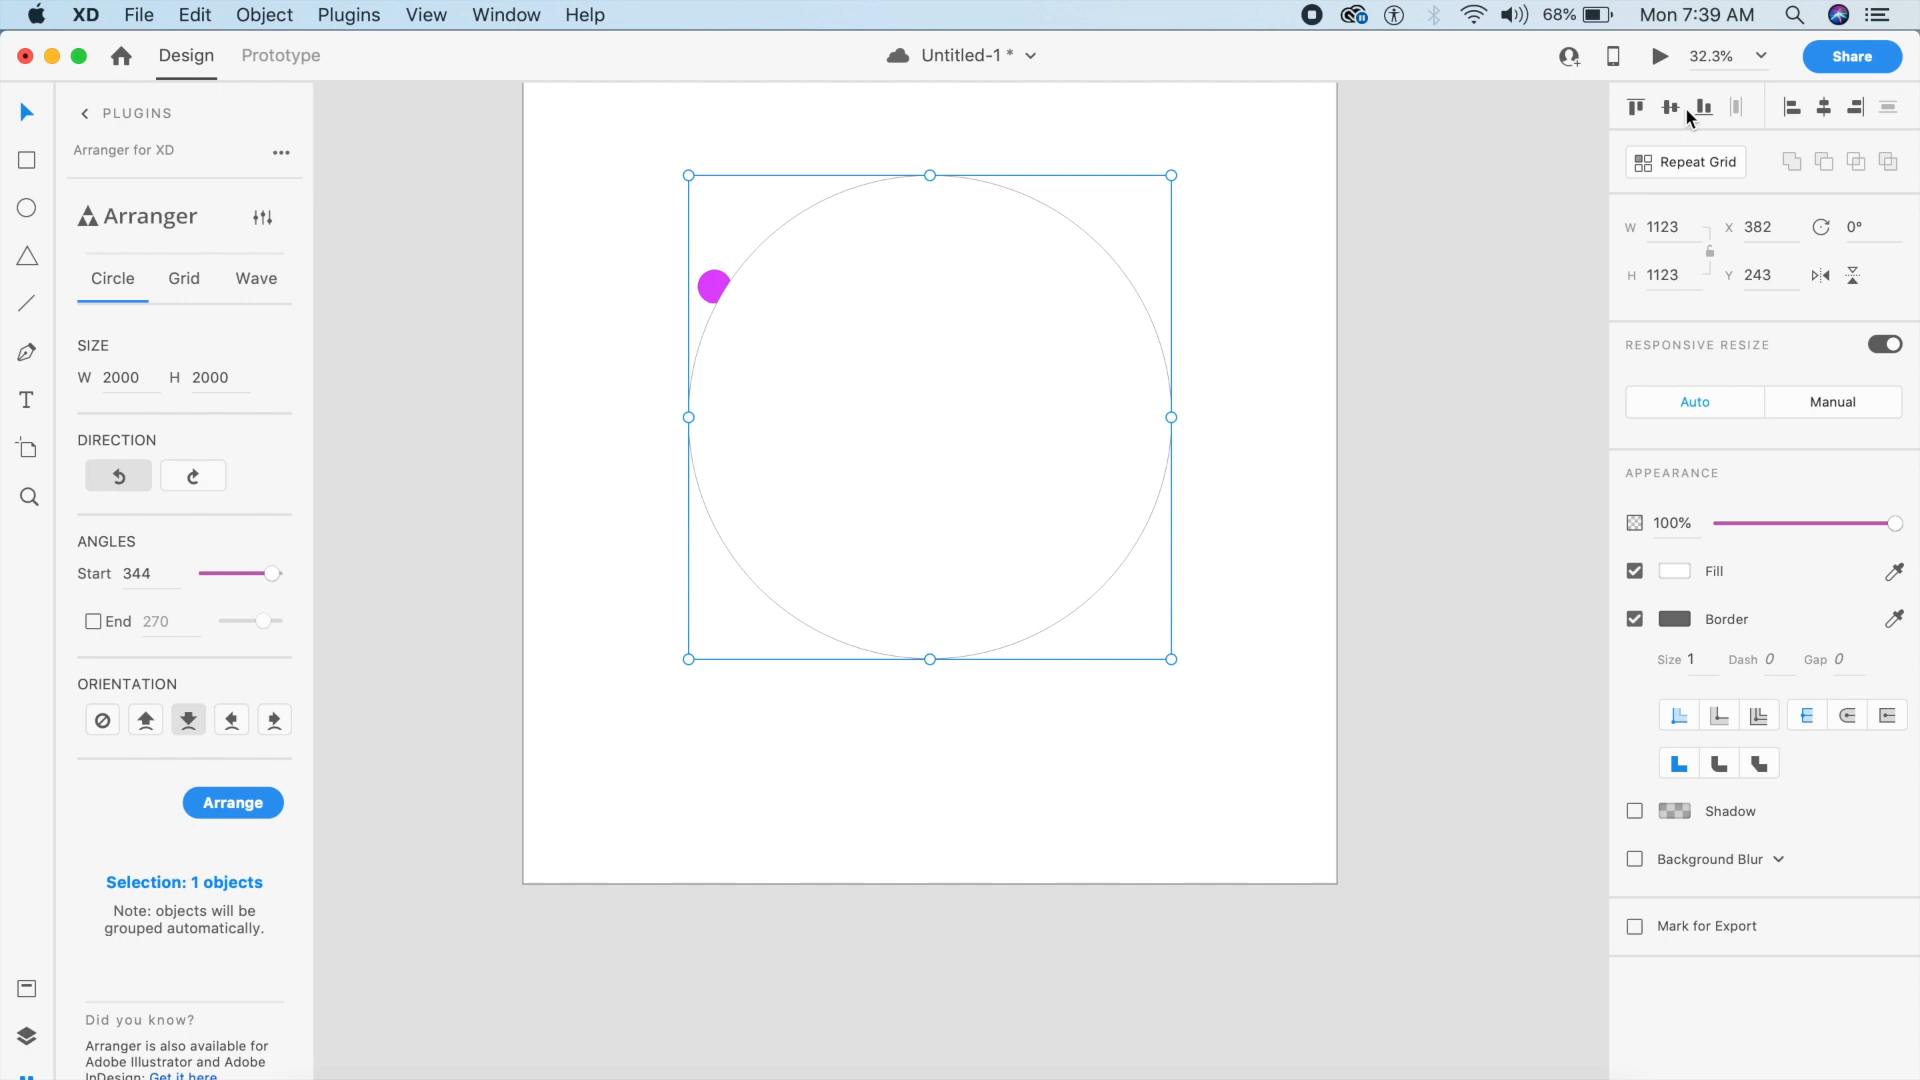 XD File Edit Object Plugins View Window Help 68% Mon 7:39 AM
Design Prototype Untitled-1 * 32.3% Share
PLUGINS
Arranger for XD
Arranger
Circle Grid Wave
SIZE
W 2000 H 2000
DIRECTION
ANGLES
Start 344
End 270
ORIENTATION
Arrange
Selection: 1 objects
Note: objects will be
grouped automatically.
Did you know?
Arranger is also available for
Adobe Illustrator and Adobe
InDesign: Get it here
Repeat Grid
W 1123 X 382 0°
H 1123 Y 243
RESPONSIVE RESIZE
Auto Manual
APPEARANCE
100%
Fill
Border
Size 1 Dash 0 Gap 0
Shadow
Background Blur
Mark for Export